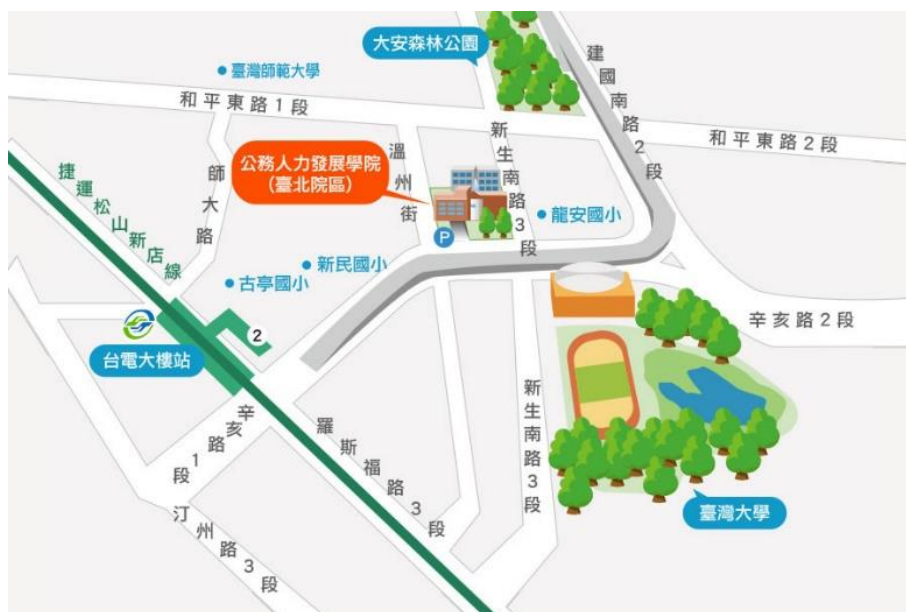 大安森林公園
臺灣師範大學
建國南路2段
和平東路1段
和平東路2段
新生南路3段
師大路
公務人力發展學院
(臺北院區)
溫州街
捷運松山新店線
龍安國小
P
新民國小
古亭國小
2
台電大樓站
辛亥路2段
辛亥路1段
羅斯福路3段
新生南路3段
汀州路3段
臺灣大學